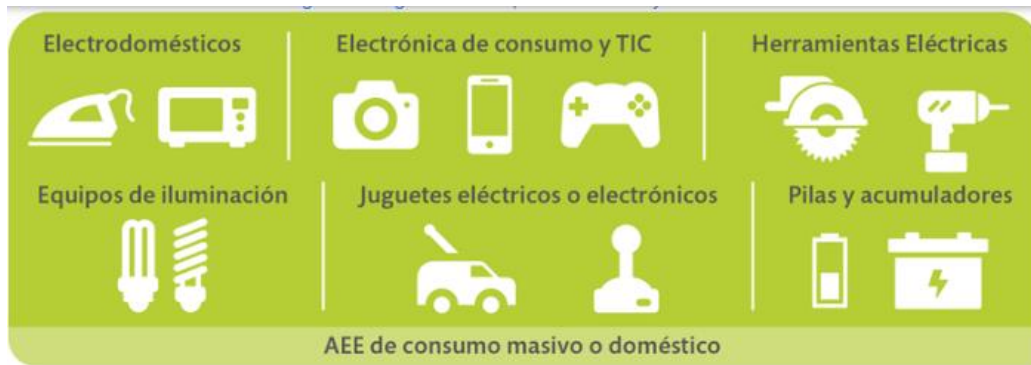 Electrodomésticos
Electrónica de consumo y TIC
Herramientas Eléctricas
Equipos de iluminación
Juguetes eléctricos o electrónicos
Pilas y acumuladores
AEE de consumo masivo o doméstico